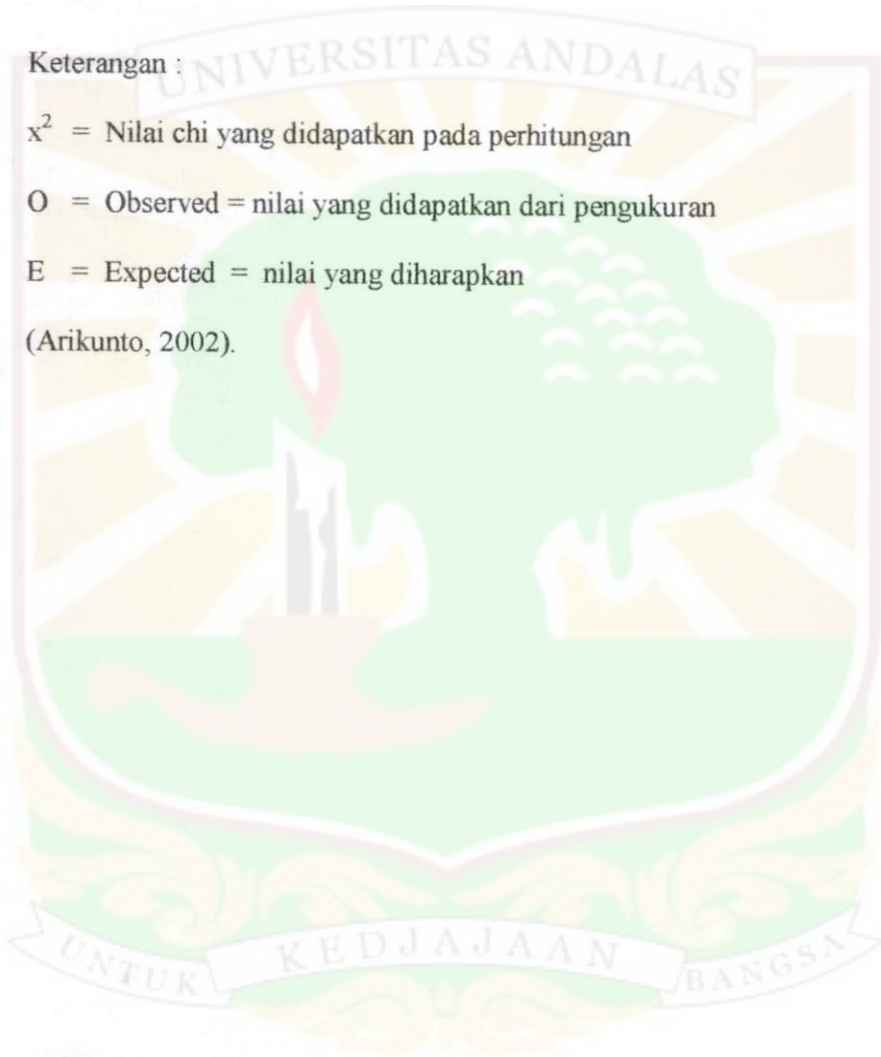 UNIVERSITAS ANDALAS
Keterangan :
x² = Nilai chi yang didapatkan pada perhitungan
O = Observed = nilai yang didapatkan dari pengukuran
E = Expected = nilai yang diharapkan
(Arikunto, 2002).
UNTUK KEDJAJAAN BANGSA